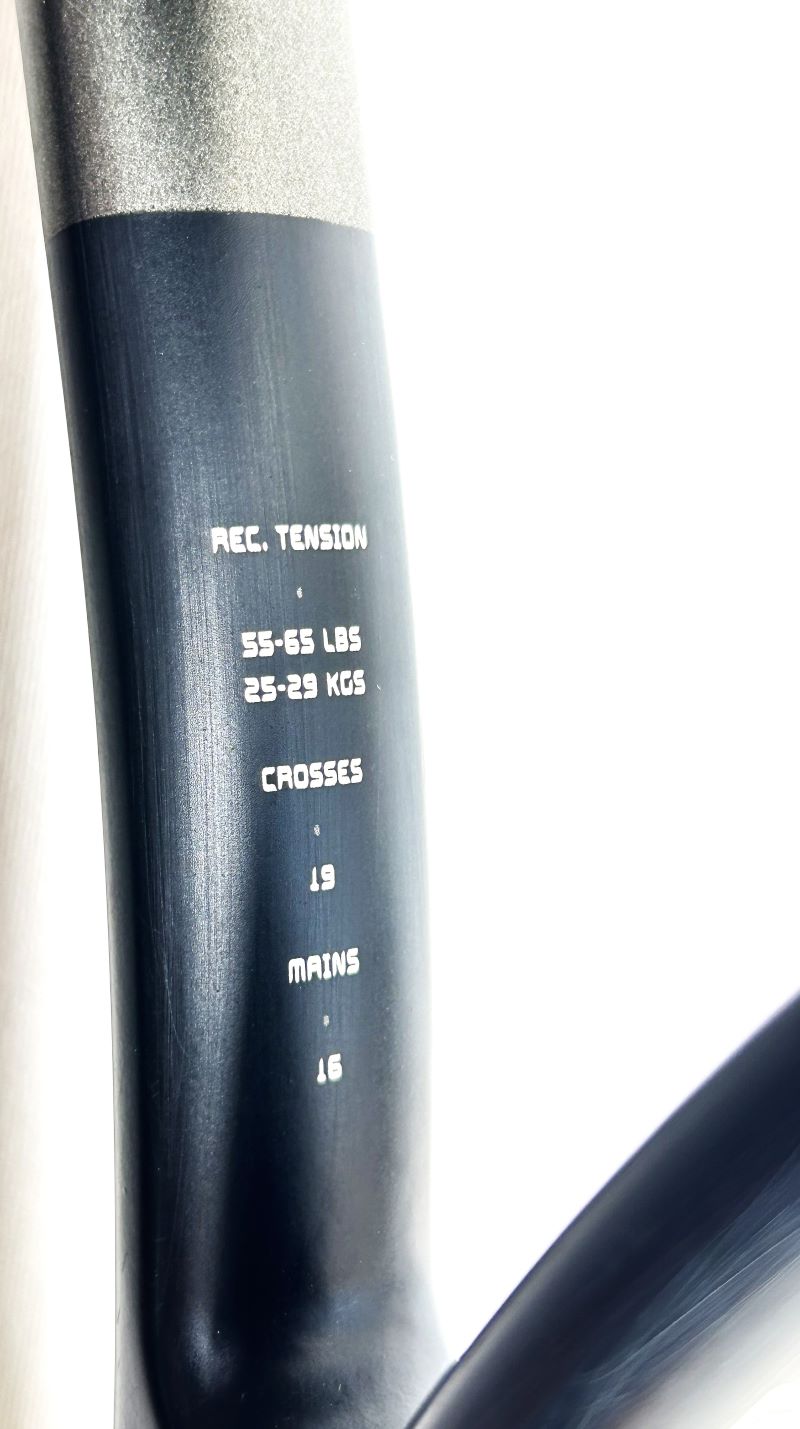 REC. TENSION
55-65 LBS
25-29 KGS
CROSSES
19
MAINS
16